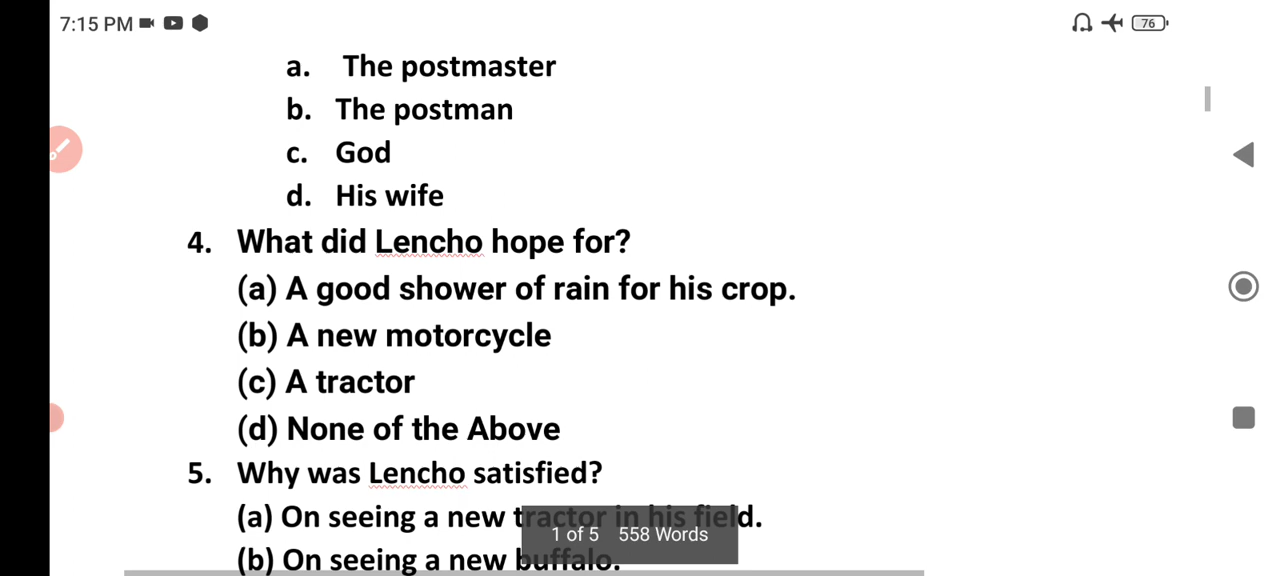 7:15 PM
76
a. The postmaster
b. The postman
c. God
d. His wife
4. What did Lencho hope for?
(a) A good shower of rain for his crop.
(b) A new motorcycle
(c) A tractor
(d) None of the Above
5. Why was Lencho satisfied?
(a) On seeing a new tractor in his field.
1 of 5 558 Words
(b) On seeing a new buffalo.